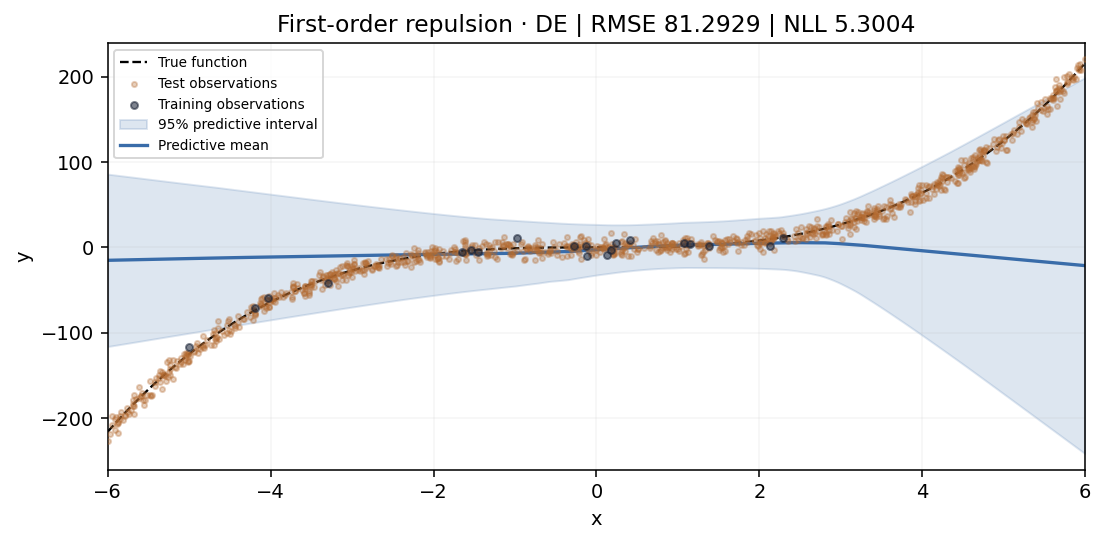 First-order repulsion · DE | RMSE 81.2929 | NLL 5.3004
True function
Test observations
Training observations
95% predictive interval
Predictive mean
200
100
0
−100
−200
y
−6
−4
−2
0
2
4
6
x